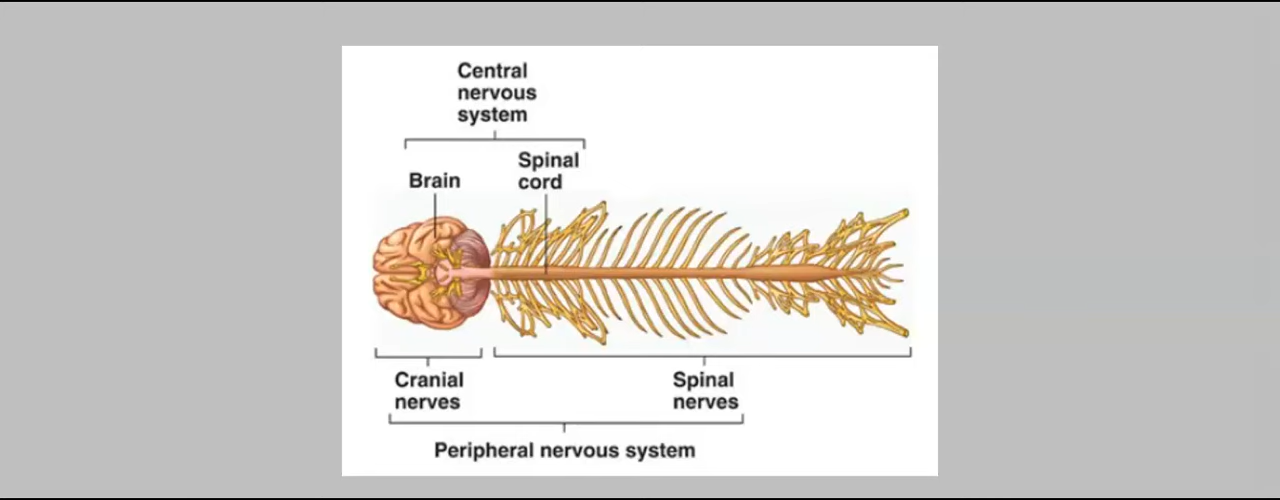 Central
nervous
system
Spinal
cord
Brain
Cranial
nerves
Spinal
nerves
Peripheral nervous system